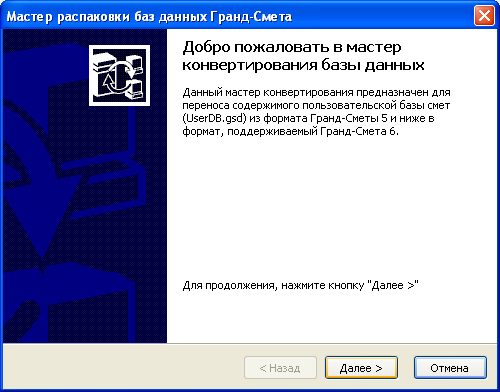 Мастер распаковки баз данных Гранд-Смета
Добро пожаловать в мастер
конвертирования базы данных
Данный мастер конвертирования предназначен для
переноса содержимого пользовательской базы смет
(UserDB.gsd) из формата Гранд-Сметы 5 и ниже в
формат, поддерживаемый Гранд-Смета 6.
Для продолжения, нажмите кнопку "Далее >"
< Назад
Далее >
Отмена